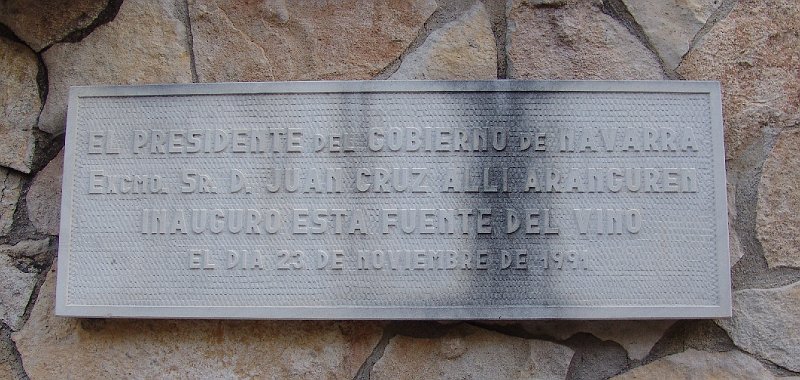 EL PRESIDENTE DEL GOBIERNO DE NAVARRA
EXCMO. SR. D. JUAN CRUZ ALLI ARANGUREN
INAUGURO ESTA FUENTE DEL VINO
EL DIA 23 DE NOVIEMBRE DE 1991